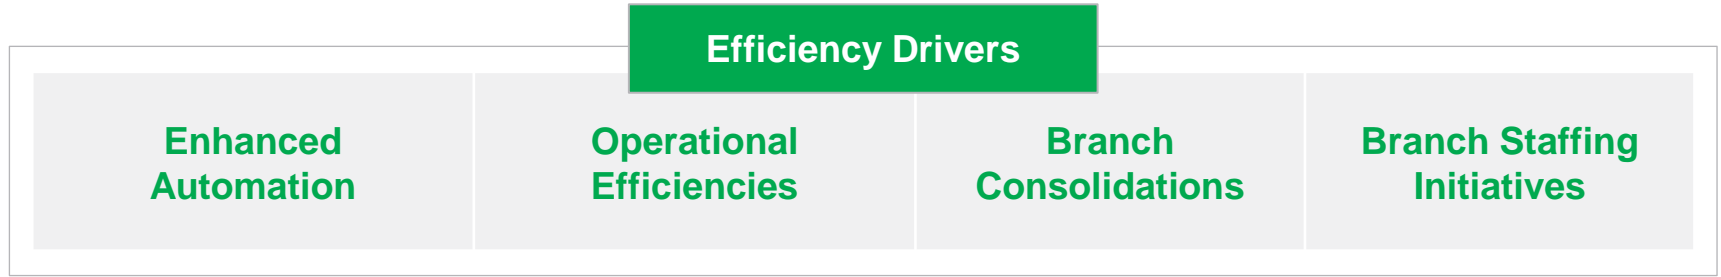 Efficiency Drivers
Enhanced
Automation
Operational
Efficiencies
Branch
Consolidations
Branch Staffing
Initiatives